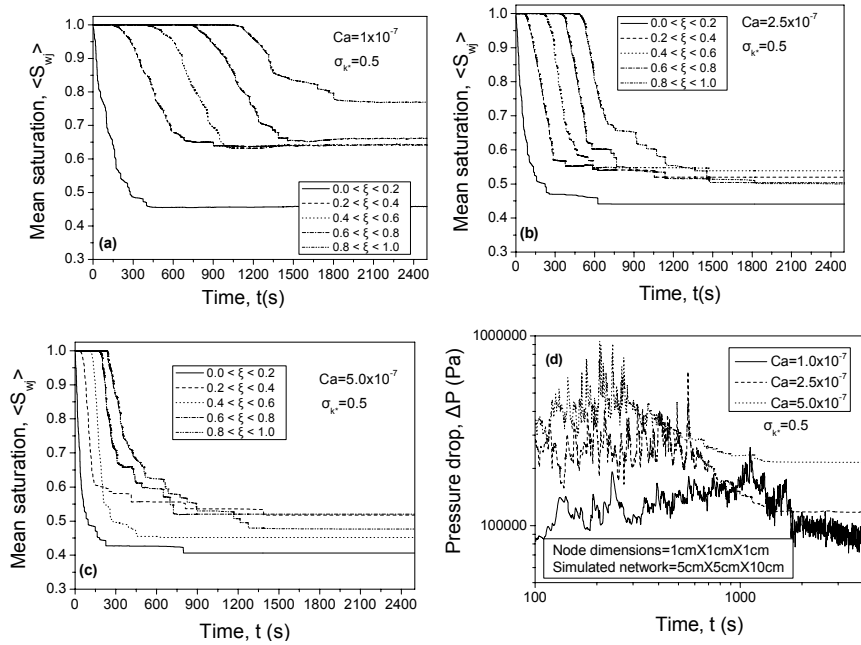 Mean saturation, <S_wj>
1.0
0.9
0.8
0.7
0.6
0.5
0.4
0.3
Ca=1x10^-7
σ_k*=0.5
0.0 < ξ < 0.2
0.2 < ξ < 0.4
0.4 < ξ < 0.6
0.6 < ξ < 0.8
0.8 < ξ < 1.0
(a)
0 300 600 900 1200 1500 1800 2100 2400
Time, t(s)
Mean saturation, <S_wj>
1.0
0.9
0.8
0.7
0.6
0.5
0.4
0.3
0.0 < ξ < 0.2
0.2 < ξ < 0.4
0.4 < ξ < 0.6
0.6 < ξ < 0.8
0.8 < ξ < 1.0
Ca=2.5x10^-7
σ_k*=0.5
(b)
0 300 600 900 1200 1500 1800 2100 2400
Time, t(s)
Mean saturation, <S_wj>
1.0
0.9
0.8
0.7
0.6
0.5
0.4
0.3
0.0 < ξ < 0.2
0.2 < ξ < 0.4
0.4 < ξ < 0.6
0.6 < ξ < 0.8
0.8 < ξ < 1.0
Ca=5.0x10^-7
σ_k*=0.5
(c)
0 300 600 900 1200 1500 1800 2100 2400
Time, t (s)
Pressure drop, ΔP (Pa)
1000000
100000
(d)
Ca=1.0x10^-7
Ca=2.5x10^-7
Ca=5.0x10^-7
σ_k*=0.5
Node dimensions=1cmX1cmX1cm
Simulated network=5cmX5cmX10cm
100 1000
Time, t (s)